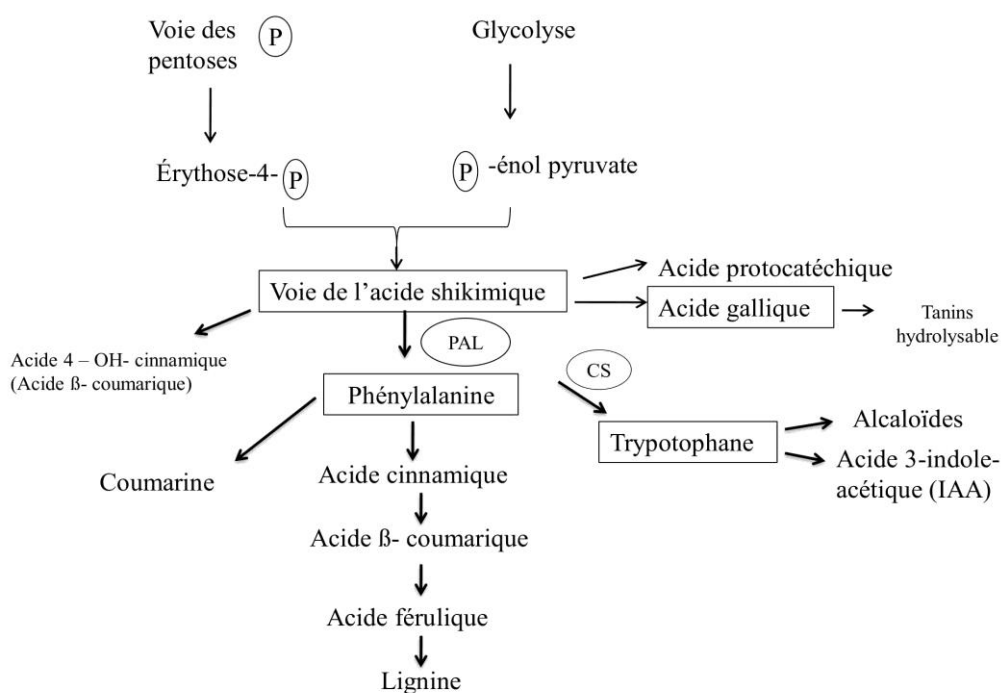 Voie des
pentoses
P
Glycolyse
Érythose-4- P
P -énol pyruvate
Voie de l’acide shikimique
Acide protocatéchique
Acide gallique
Tanins
hydrolysable
Acide 4 – OH- cinnamique
(Acide ß- coumarique)
PAL
CS
Phénylalanine
Trypotophane
Alcaloïdes
Acide 3-indole-
acétique (IAA)
Coumarine
Acide cinnamique
Acide ß- coumarique
Acide férulique
Lignine